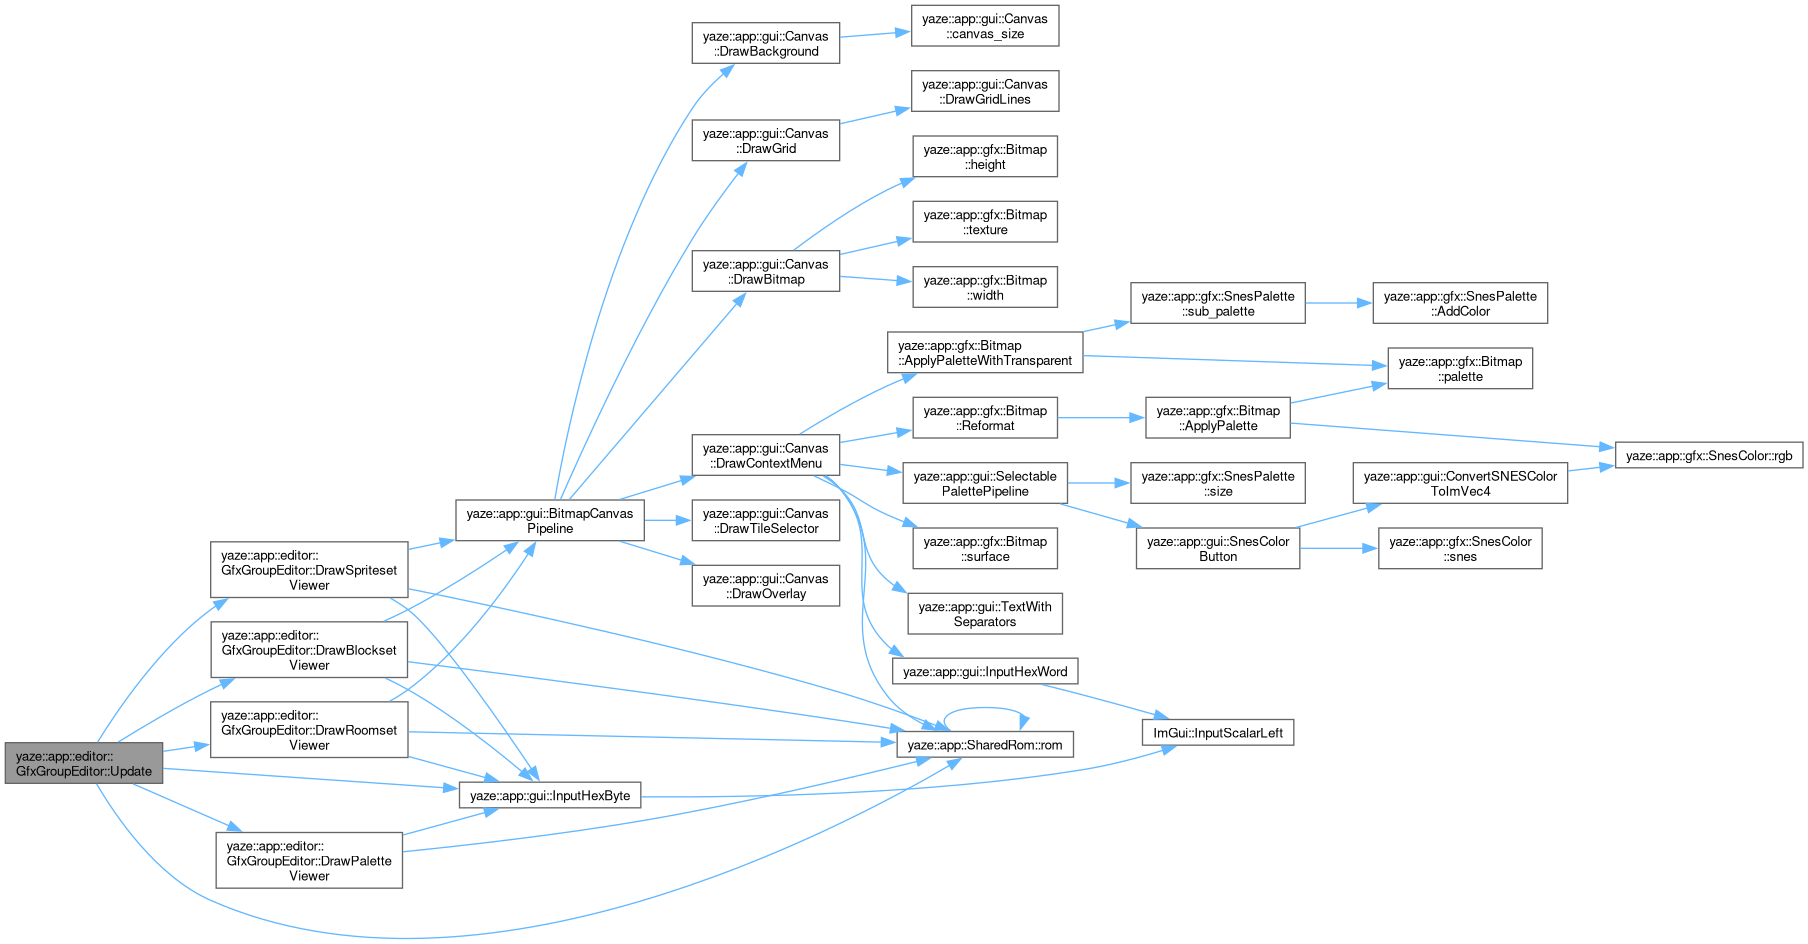 yaze::app::editor::
GfxGroupEditor::Update
yaze::app::editor::
GfxGroupEditor::DrawSpriteset
Viewer
yaze::app::editor::
GfxGroupEditor::DrawBlockset
Viewer
yaze::app::editor::
GfxGroupEditor::DrawRoomset
Viewer
yaze::app::editor::
GfxGroupEditor::DrawPalette
Viewer
yaze::app::gui::BitmapCanvas
Pipeline
yaze::app::gui::InputHexByte
yaze::app::gui::Canvas
::DrawBackground
yaze::app::gui::Canvas
::DrawGrid
yaze::app::gui::Canvas
::DrawBitmap
yaze::app::gui::Canvas
::DrawContextMenu
yaze::app::gui::Canvas
::DrawTileSelector
yaze::app::gui::Canvas
::DrawOverlay
yaze::app::gui::Canvas
::canvas_size
yaze::app::gui::Canvas
::DrawGridLines
yaze::app::gfx::Bitmap
::height
yaze::app::gfx::Bitmap
::texture
yaze::app::gfx::Bitmap
::width
yaze::app::gfx::Bitmap
::ApplyPaletteWithTransparent
yaze::app::gfx::Bitmap
::Reformat
yaze::app::gui::Selectable
PalettePipeline
yaze::app::gfx::Bitmap
::surface
yaze::app::gui::TextWith
Separators
yaze::app::gui::InputHexWord
yaze::app::SharedRom::rom
yaze::app::gfx::SnesPalette
::sub_palette
yaze::app::gfx::Bitmap
::ApplyPalette
yaze::app::gfx::SnesPalette
::size
yaze::app::gui::SnesColor
Button
ImGui::InputScalarLeft
yaze::app::gfx::SnesPalette
::AddColor
yaze::app::gfx::Bitmap
::palette
yaze::app::gui::ConvertSNESColor
ToImVec4
yaze::app::gfx::SnesColor
::snes
yaze::app::gfx::SnesColor::rgb